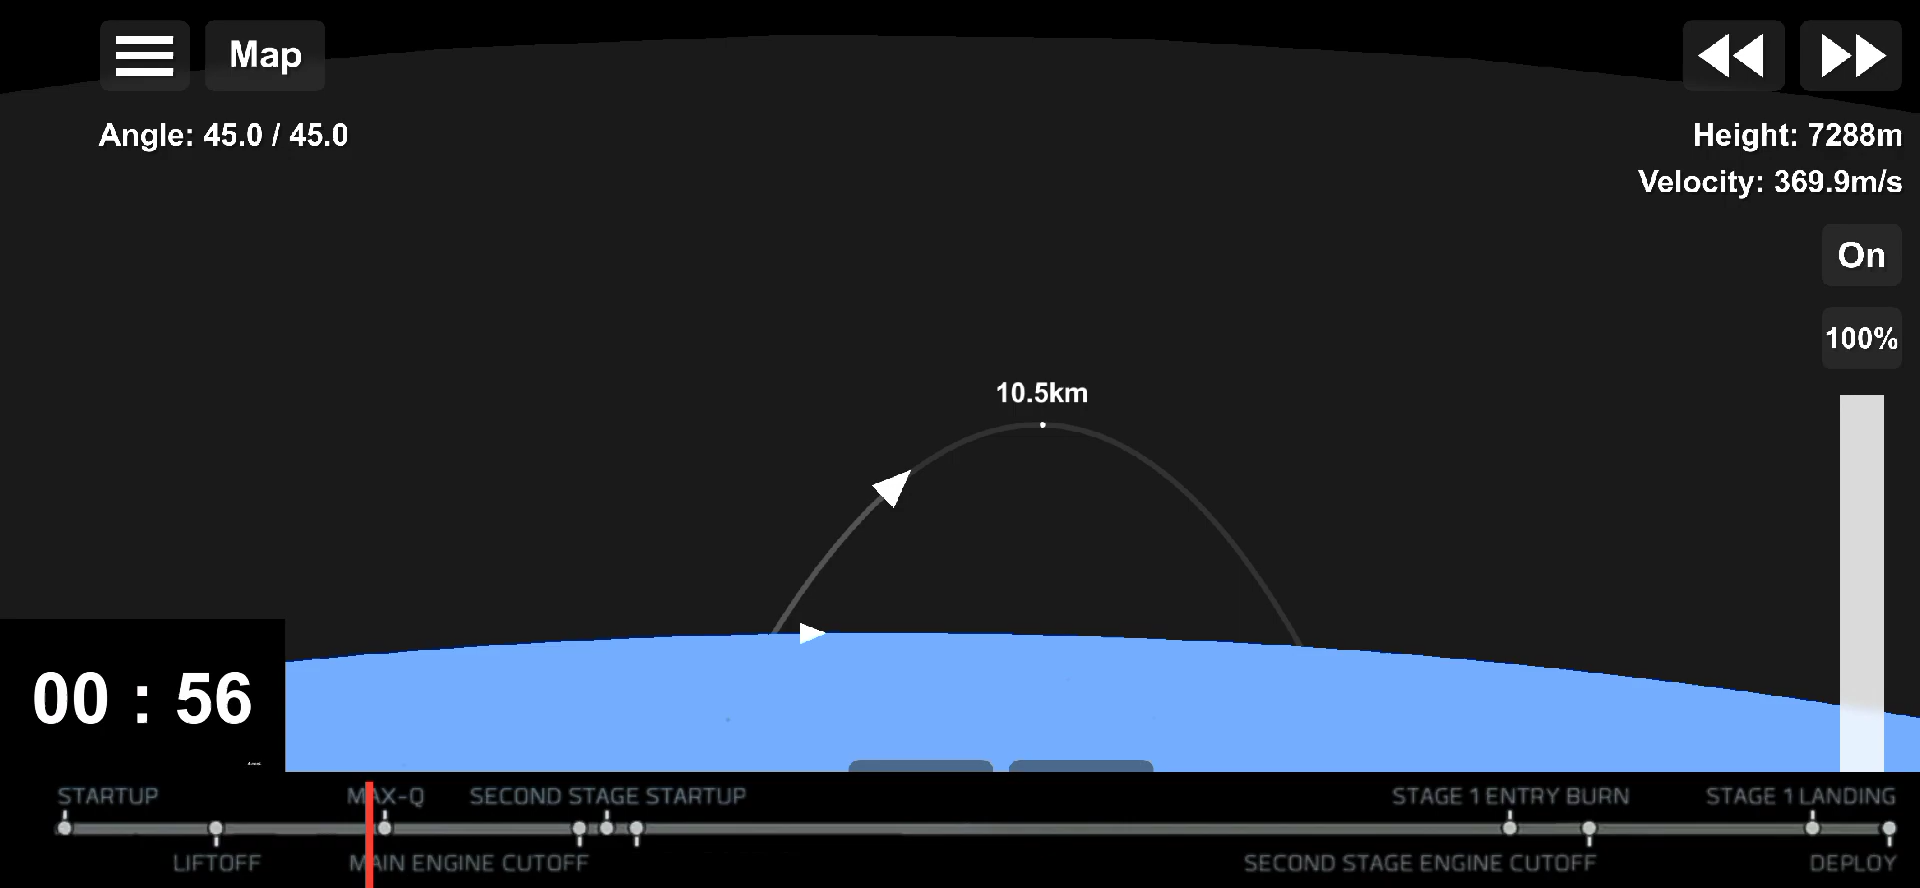 Map
Angle: 45.0 / 45.0
Height: 7288m
Velocity: 369.9m/s
On
100%
10.5km
00 : 56
STARTUP MAX-Q SECOND STAGE STARTUP STAGE 1 ENTRY BURN STAGE 1 LANDING
LIFTOFF MAIN ENGINE CUTOFF SECOND STAGE ENGINE CUTOFF DEPLOY